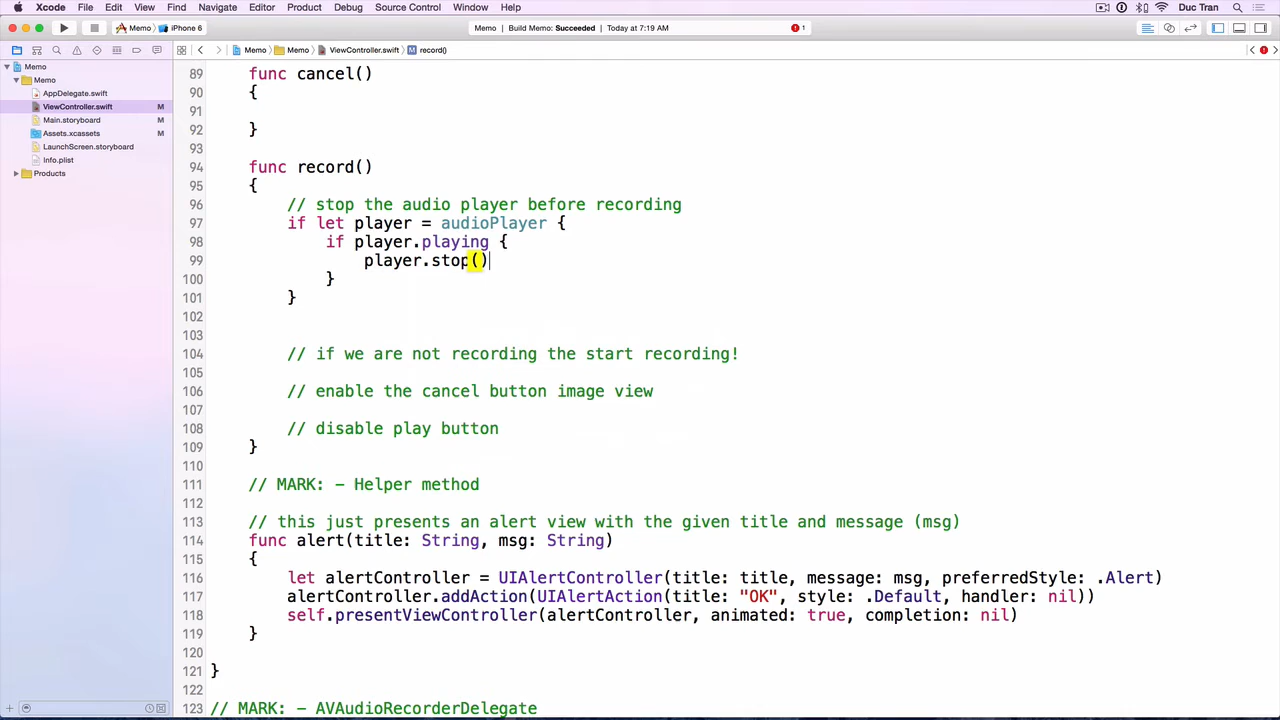 Xcode File Edit View Find Navigate Editor Product Debug Source Control Window Help Duc Tran
Memo iPhone 6 Memo | Build Memo: Succeeded | Today at 7:19 AM 1
Memo Memo ViewController.swift M record()
Memo
Memo
AppDelegate.swift
ViewController.swift M
Main.storyboard M
Assets.xcassets M
LaunchScreen.storyboard
Info.plist
Products
89 func cancel()
90 {
91
92 }
93
94 func record()
95 {
96 // stop the audio player before recording
97 if let player = audioPlayer {
98 if player.playing {
99 player.stop()
100 }
101 }
102
103
104 // if we are not recording the start recording!
105
106 // enable the cancel button image view
107
108 // disable play button
109 }
110
111 // MARK: - Helper method
112
113 // this just presents an alert view with the given title and message (msg)
114 func alert(title: String, msg: String)
115 {
116 let alertController = UIAlertController(title: title, message: msg, preferredStyle: .Alert)
117 alertController.addAction(UIAlertAction(title: "OK", style: .Default, handler: nil))
118 self.presentViewController(alertController, animated: true, completion: nil)
119 }
120
121 }
122
123 // MARK: - AVAudioRecorderDelegate